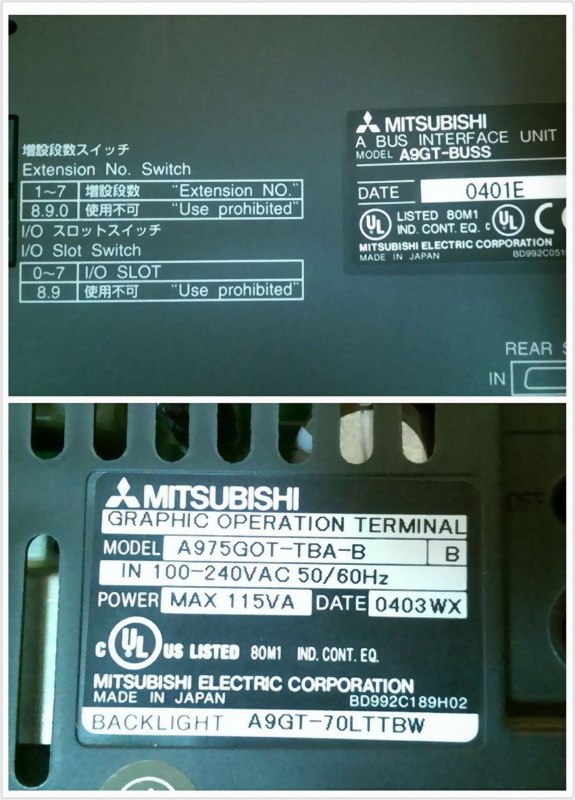 増設段数スイッチ
Extension No. Switch
1~7 増設段数 "Extension NO."
8.9.0 使用不可 "Use prohibited"
I/O スロットスイッチ
I/O Slot Switch
0~7 I/O SLOT
8.9 使用不可 "Use prohibited"
MITSUBISHI
A BUS INTERFACE UNIT
MODEL A9GT-BUSS
DATE 0401E
UL LISTED 80M1 c UL CE
IND. CONT. EQ.
MITSUBISHI ELECTRIC CORPORATION
MADE IN JAPAN BD992C051
REAR
IN
MITSUBISHI
GRAPHIC OPERATION TERMINAL
MODEL A975GOT-TBA-B B
IN 100-240VAC 50/60Hz
POWER MAX 115VA DATE 0403WX
c UL US LISTED 80M1 IND. CONT. EQ.
MITSUBISHI ELECTRIC CORPORATION
MADE IN JAPAN BD992C189H02
BACKLIGHT A9GT-70LTTBW